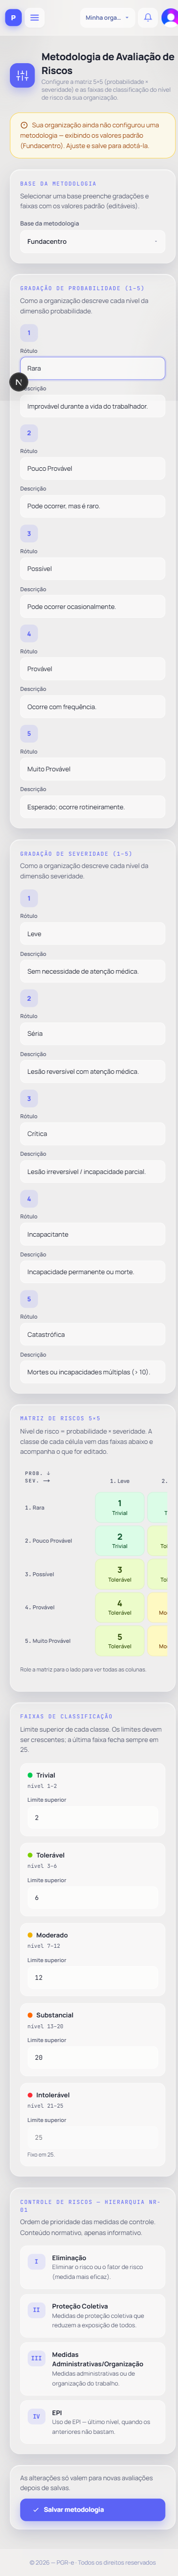 P
Minha orga...
Metodologia de Avaliação de
Riscos
Configure a matriz 5×5 (probabilidade ×
severidade) e as faixas de classificação do nível
de risco da sua organização.
Sua organização ainda não configurou uma
metodologia — exibindo os valores padrão
(Fundacentro). Ajuste e salve para adotá-la.
BASE DA METODOLOGIA
Selecionar uma base preenche gradações e
faixas com os valores padrão (editáveis).
Base da metodologia
Fundacentro
GRADAÇÃO DE PROBABILIDADE (1–5)
Como a organização descreve cada nível da
dimensão probabilidade.
1
Rótulo
Rara
N
Descrição
Improvável durante a vida do trabalhador.
2
Rótulo
Pouco Provável
Descrição
Pode ocorrer, mas é raro.
3
Rótulo
Possível
Descrição
Pode ocorrer ocasionalmente.
4
Rótulo
Provável
Descrição
Ocorre com frequência.
5
Rótulo
Muito Provável
Descrição
Esperado; ocorre rotineiramente.
GRADAÇÃO DE SEVERIDADE (1–5)
Como a organização descreve cada nível da
dimensão severidade.
1
Rótulo
Leve
Descrição
Sem necessidade de atenção médica.
2
Rótulo
Séria
Descrição
Lesão reversível com atenção médica.
3
Rótulo
Crítica
Descrição
Lesão irreversível / incapacidade parcial.
4
Rótulo
Incapacitante
Descrição
Incapacidade permanente ou morte.
5
Rótulo
Catastrófica
Descrição
Mortes ou incapacidades múltiplas (> 10).
MATRIZ DE RISCOS 5×5
Nível de risco = probabilidade × severidade. A
classe de cada célula vem das faixas abaixo e
acompanha o que for editado.
PROB. ↓
SEV. →
1. Leve
2.
1. Rara
1
Trivial
T
2. Pouco Provável
2
Trivial
Tol
3. Possível
3
Tolerável
Tol
4. Provável
4
Tolerável
Mo
5. Muito Provável
5
Tolerável
Mo
Role a matriz para o lado para ver todas as colunas.
FAIXAS DE CLASSIFICAÇÃO
Limite superior de cada classe. Os limites devem
ser crescentes; a última faixa fecha sempre em
25.
Trivial
nível 1–2
Limite superior
2
Tolerável
nível 3–6
Limite superior
6
Moderado
nível 7–12
Limite superior
12
Substancial
nível 13–20
Limite superior
20
Intolerável
nível 21–25
Limite superior
25
Fixo em 25.
CONTROLE DE RISCOS — HIERARQUIA NR-
01
Ordem de prioridade das medidas de controle.
Conteúdo normativo, apenas informativo.
I
Eliminação
Eliminar o risco ou o fator de risco
(medida mais eficaz).
II
Proteção Coletiva
Medidas de proteção coletiva que
reduzem a exposição de todos.
III
Medidas
Administrativas/Organização
Medidas administrativas ou de
organização do trabalho.
IV
EPI
Uso de EPI — último nível, quando os
anteriores não bastam.
As alterações só valem para novas avaliações
depois de salvas.
Salvar metodologia
© 2026 — PGR-e · Todos os direitos reservados